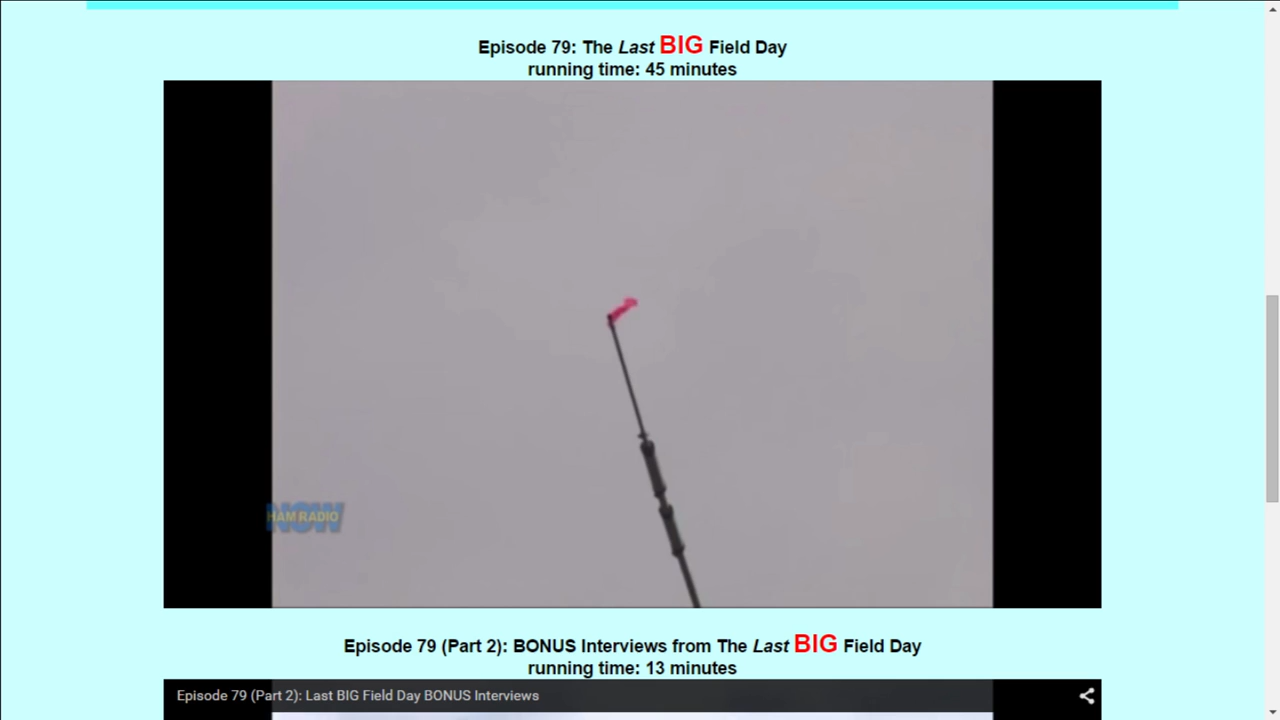 Episode 79: The Last BIG Field Day
running time: 45 minutes
NOW
HAM RADIO
Episode 79 (Part 2): BONUS Interviews from The Last BIG Field Day
running time: 13 minutes
Episode 79 (Part 2): Last BIG Field Day BONUS Interviews